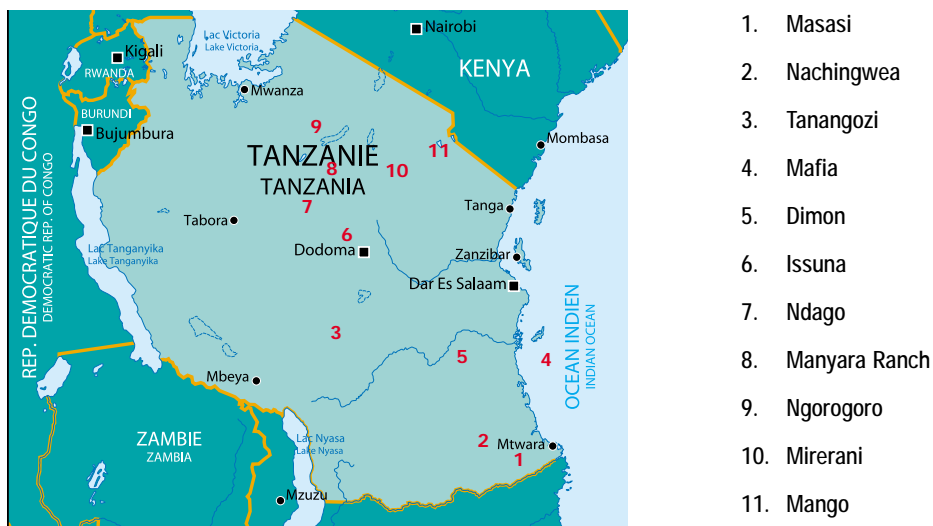 Lac Victoria
Lake Victoria
Nairobi
Kigali
RWANDA
KENYA
Mwanza
BURUNDI
Bujumbura
9
Mombasa
11
TANZANIE
8
10
TANZANIA
7
Tanga
Tabora
6
Dodoma
Zanzibar
Lac Tanganyika
Lake Tanganyika
Dar Es Salaam
REP. DEMOCRATIQUE DU CONGO
DEMOCRATIC REP. OF CONGO
3
5
4
OCEAN INDIEN
INDIAN OCEAN
Mbeya
ZAMBIE
ZAMBIA
Lac Nyasa
Lake Nyasa
2
Mtwara
1
Mzuzu
1. Masasi
2. Nachingwea
3. Tanangozi
4. Mafia
5. Dimon
6. Issuna
7. Ndago
8. Manyara Ranch
9. Ngorogoro
10. Mirerani
11. Mango